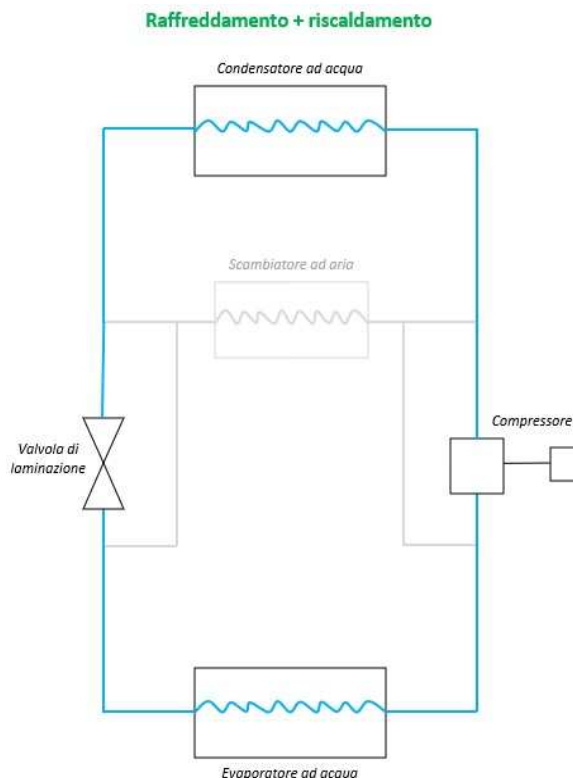 Raffreddamento + riscaldamento
Condensatore ad acqua
Scambiatore ad aria
Compressore
Valvola di
laminazione
Evaporatore ad acqua